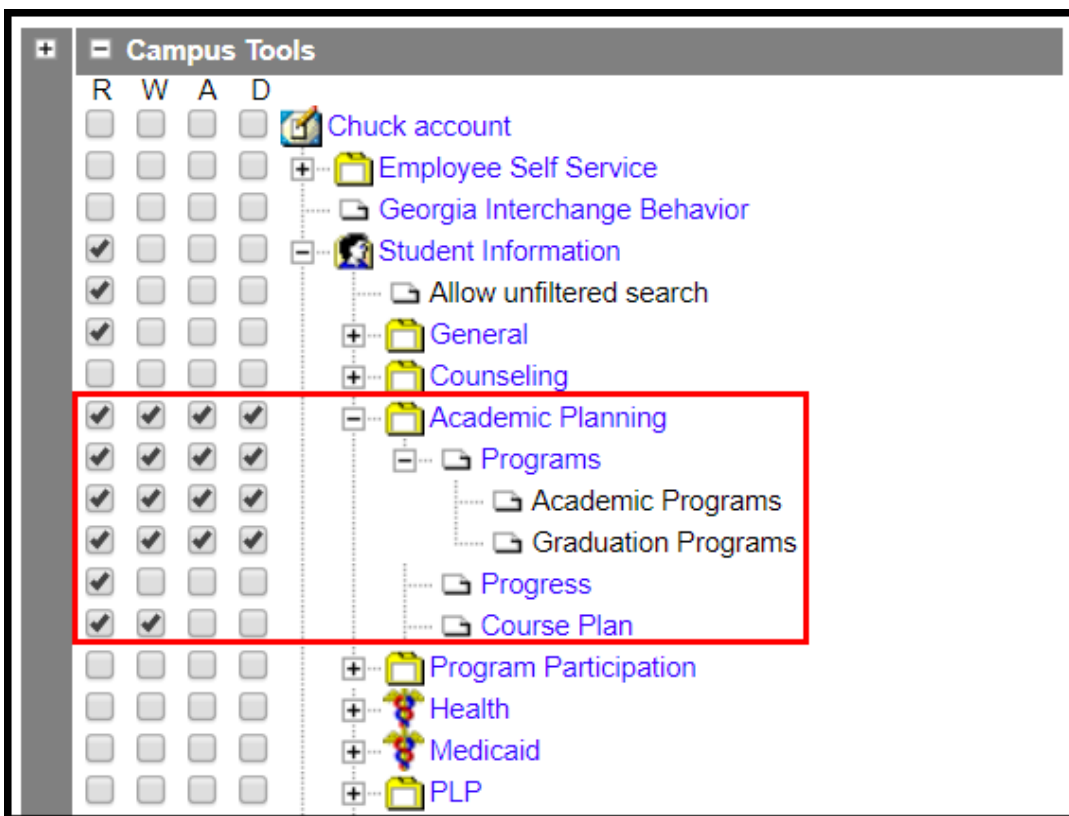 Campus Tools
R W A D
Chuck account
Employee Self Service
Georgia Interchange Behavior
Student Information
Allow unfiltered search
General
Counseling
Academic Planning
Programs
Academic Programs
Graduation Programs
Progress
Course Plan
Program Participation
Health
Medicaid
PLP